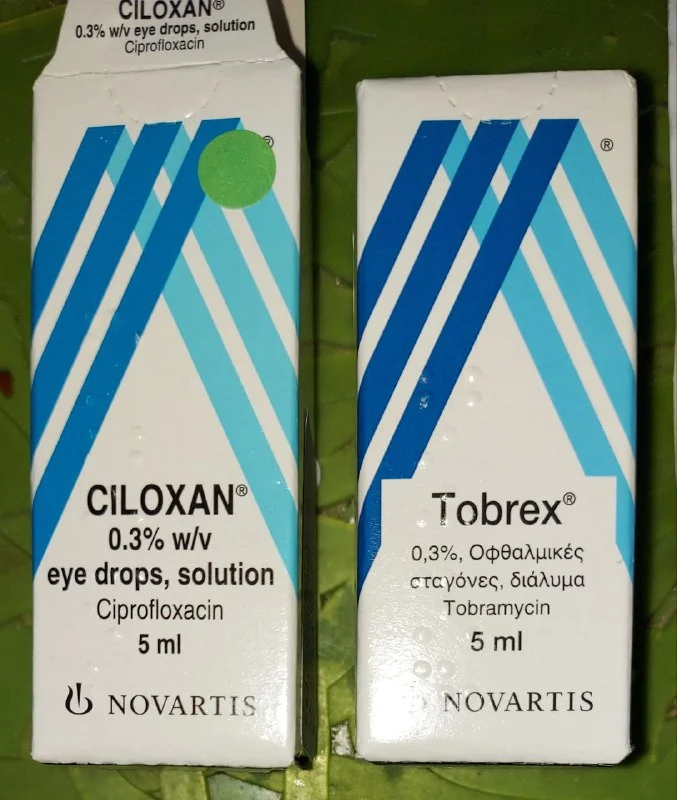 CILOXAN®
0.3% w/v eye drops, solution
Ciprofloxacin
®
CILOXAN®
0.3% w/v
eye drops, solution
Ciprofloxacin
5 ml
NOVARTIS
®
Tobrex®
0,3%, Οφθαλμικές
σταγόνες, διάλυμα
Tobramycin
5 ml
NOVARTIS